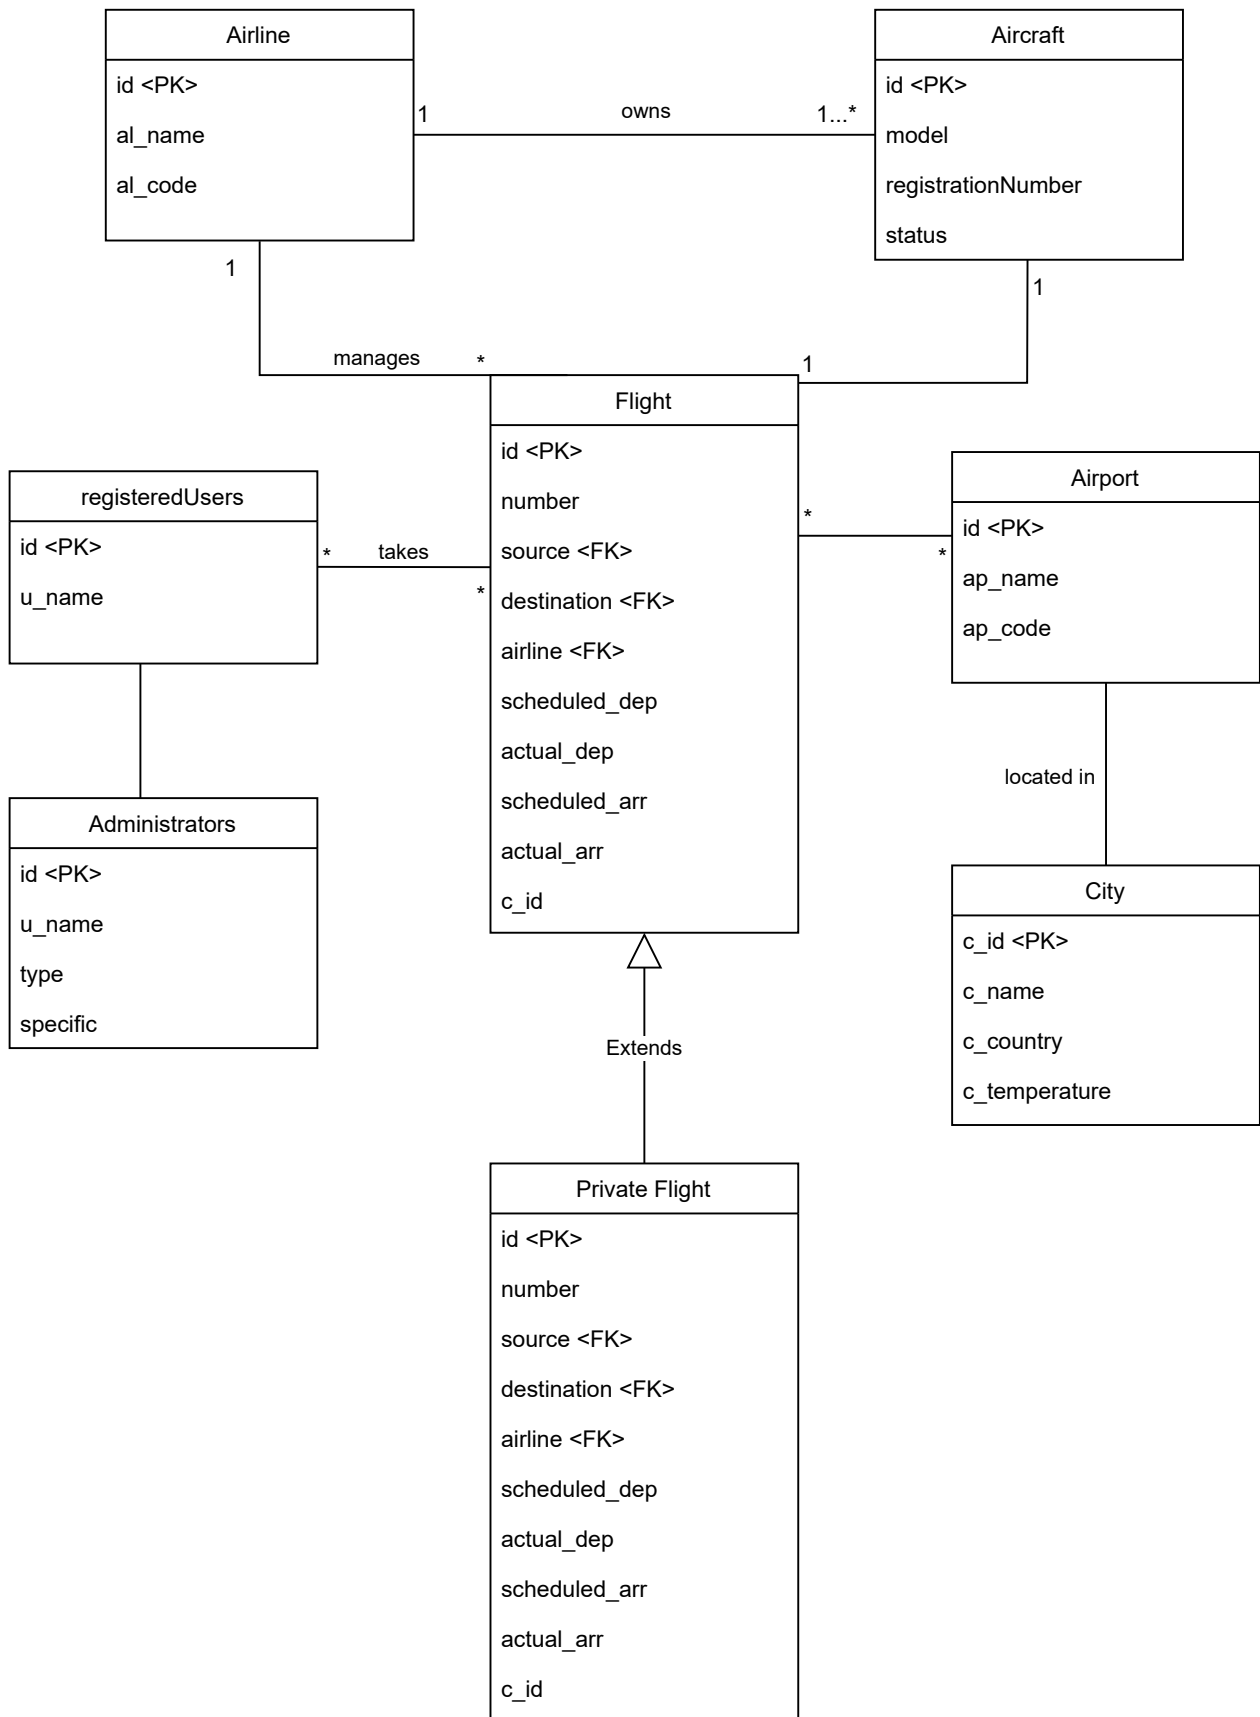 Airline
id <PK>
al_name
al_code
Aircraft
id <PK>
model
registrationNumber
status
1
owns
1...*
1
manages
*
1
1
Flight
id <PK>
number
source <FK>
destination <FK>
airline <FK>
scheduled_dep
actual_dep
scheduled_arr
actual_arr
c_id
registeredUsers
id <PK>
u_name
*
takes
*
*
*
Airport
id <PK>
ap_name
ap_code
located in
Administrators
id <PK>
u_name
type
specific
City
c_id <PK>
c_name
c_country
c_temperature
Extends
Private Flight
id <PK>
number
source <FK>
destination <FK>
airline <FK>
scheduled_dep
actual_dep
scheduled_arr
actual_arr
c_id